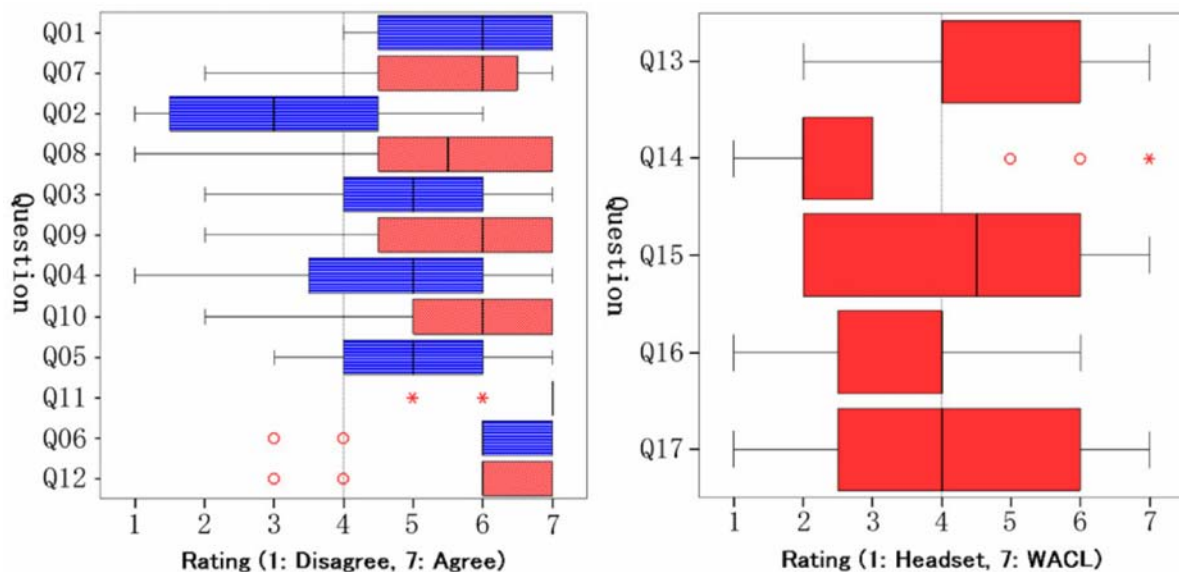 Question
Q01
Q07
Q02
Q08
Q03
Q09
Q04
Q10
Q05
Q11
Q06
Q12
1 2 3 4 5 6 7
Rating (1: Disagree, 7: Agree)
Question
Q13
Q14
Q15
Q16
Q17
1 2 3 4 5 6 7
Rating (1: Headset, 7: WACL)